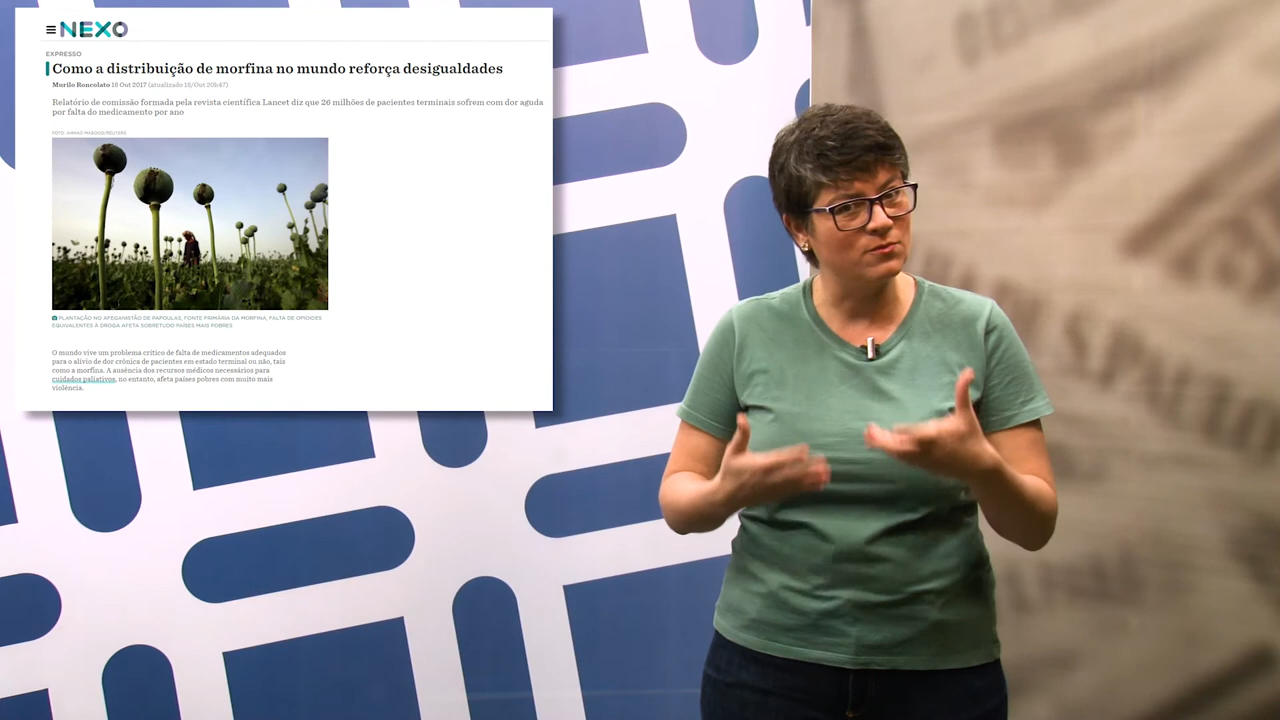 NEXO
EXPRESSO
Como a distribuição de morfina no mundo reforça desigualdades
Murilo Roncolato 18 Out 2017 (atualizado 18/Out 20h47)
Relatório de comissão formada pela revista científica Lancet diz que 26 milhões de pacientes terminais sofrem com dor aguda
por falta do medicamento por ano
FOTO: AHMAD MASOOD/REUTERS
PLANTAÇÃO NO AFEGANISTÃO DE PAPOULAS, FONTE PRIMÁRIA DA MORFINA; FALTA DE OPIOIDES
EQUIVALENTES À DROGA AFETA SOBRETUDO PAÍSES MAIS POBRES
O mundo vive um problema crítico de falta de medicamentos adequados
para o alívio de dor crônica de pacientes em estado terminal ou não, tais
como a morfina. A ausência dos recursos médicos necessários para
cuidados paliativos, no entanto, afeta países pobres com muito mais
violência.